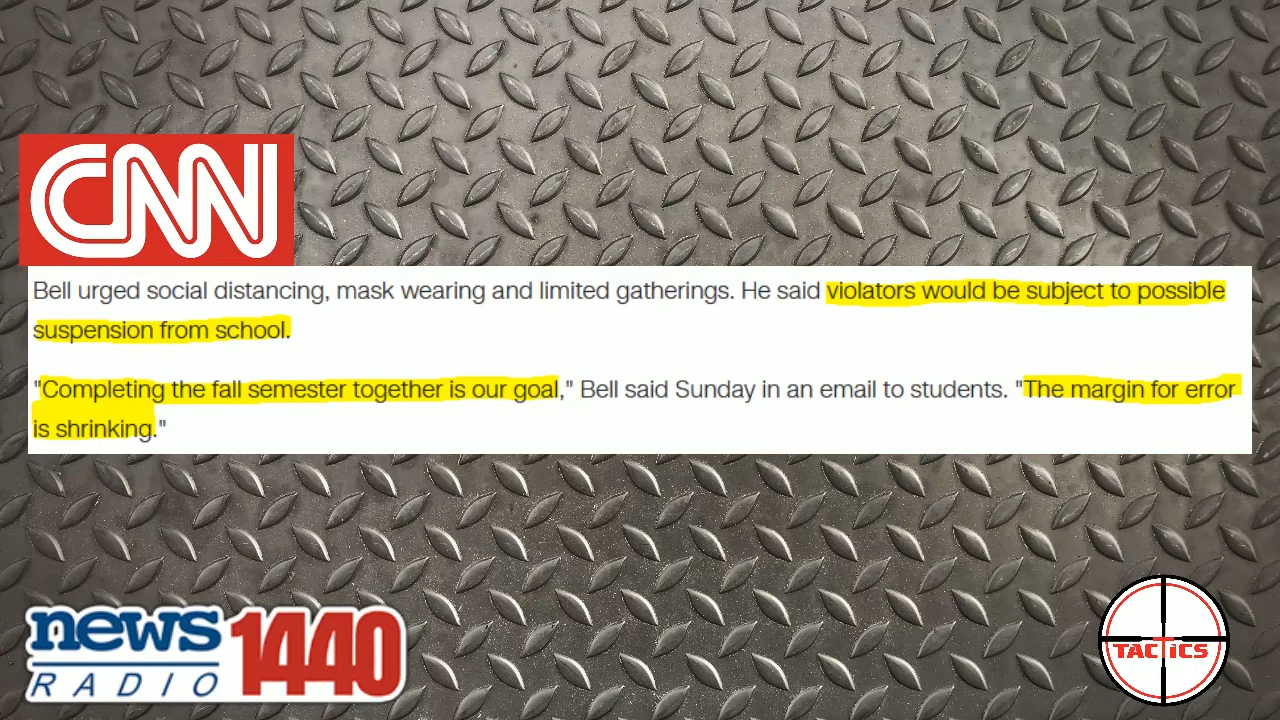 CNN
Bell urged social distancing, mask wearing and limited gatherings. He said violators would be subject to possible
suspension from school.
"Completing the fall semester together is our goal," Bell said Sunday in an email to students. "The margin for error
is shrinking."
news 1440
RADIO
TACTICS